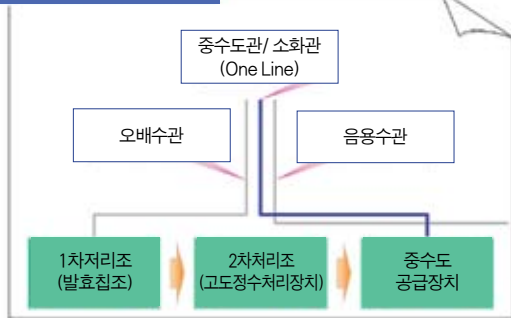 중수도관/ 소화관
(One Line)
오배수관
음용수관
1차저리조
(발효칩조)
2차처리조
(고도정수처리장치)
중수도
공급장치